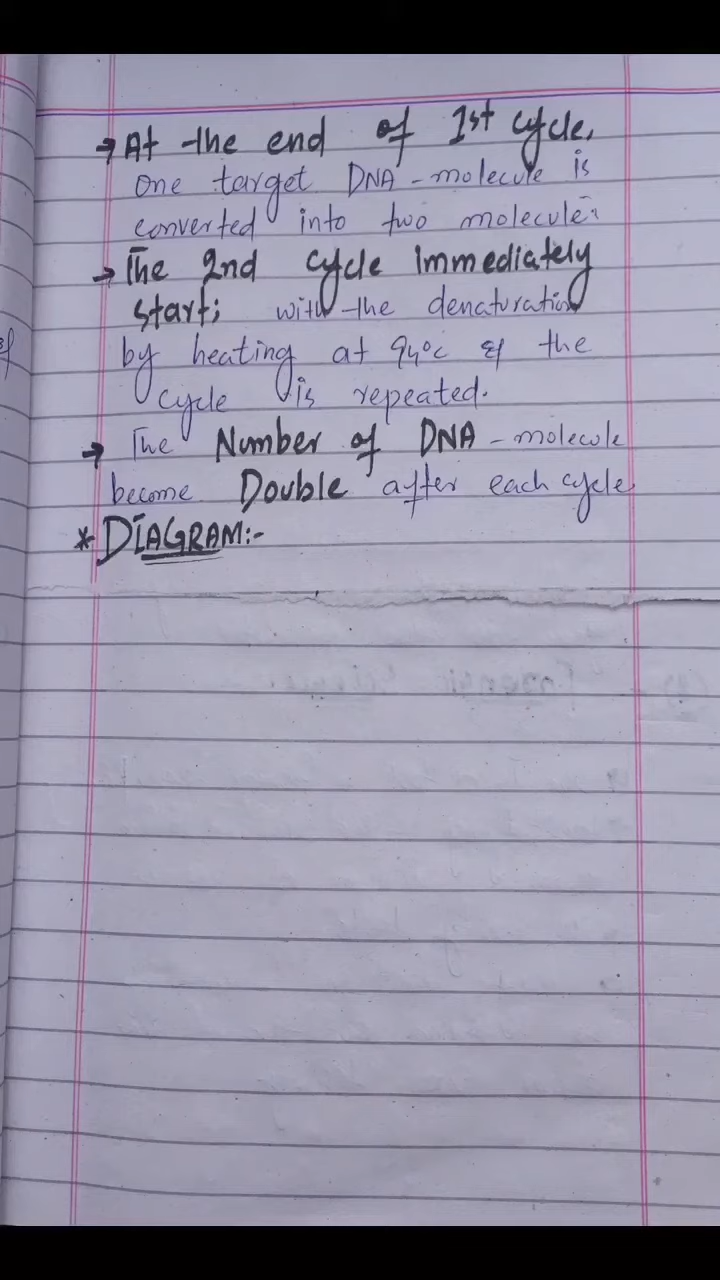 → At the end of 1st cycle,
one target DNA-molecule is
converted into two molecules
→ The 2nd cycle immediately
start; with the denaturation
by heating at 94°c & the
cycle is repeated.
→ The Number of DNA-molecule
become Double after each cycle
* DIAGRAM:-